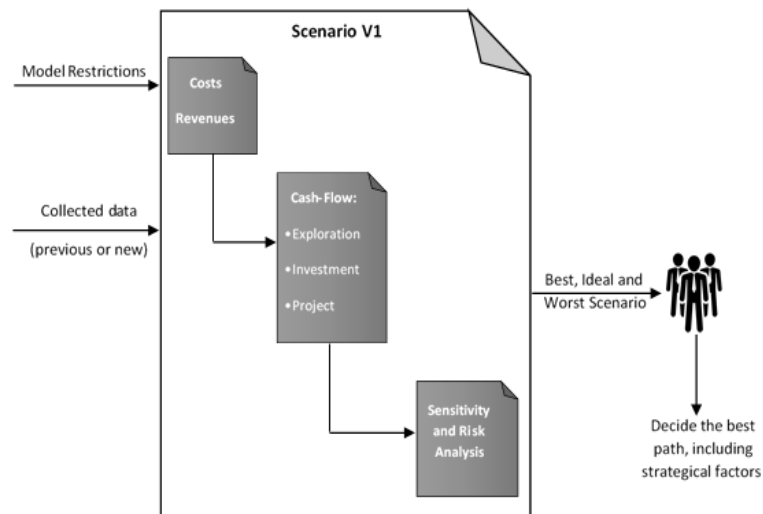 Scenario V1
Model Restrictions
Costs
Revenues
Collected data
(previous or new)
Cash-Flow:
•Exploration
•Investment
•Project
Best, Ideal and
Worst Scenario
Sensitivity
and Risk
Analysis
Decide the best
path, including
strategical factors